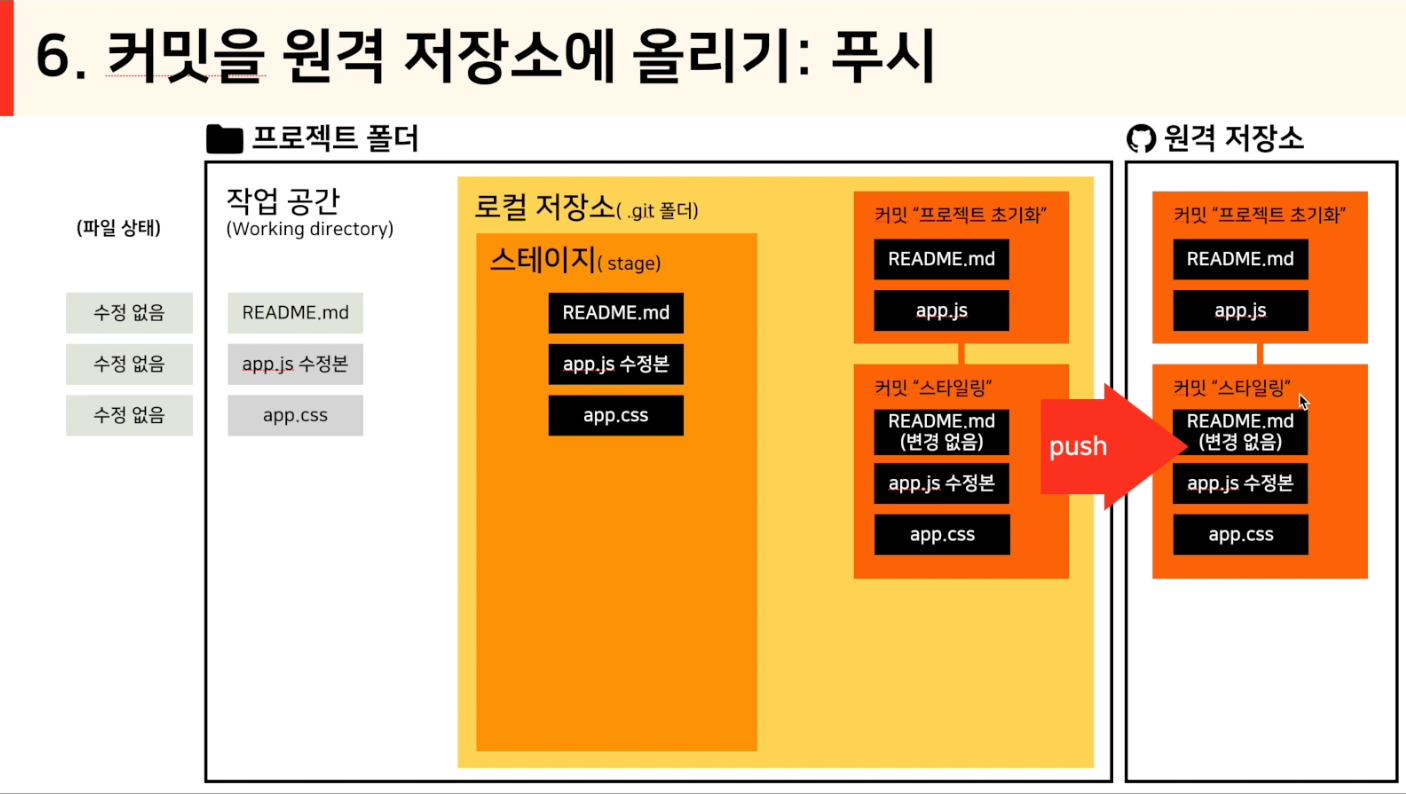 6. 커밋을 원격 저장소에 올리기: 푸시
프로젝트 폴더
원격 저장소
(파일 상태)
수정 없음
수정 없음
수정 없음
작업 공간
(Working directory)
README.md
app.js 수정본
app.css
로컬 저장소( .git 폴더)
스테이지( stage)
README.md
app.js 수정본
app.css
커밋 “프로젝트 초기화”
README.md
app.js
커밋 “스타일링”
README.md
(변경 없음)
app.js 수정본
app.css
push
커밋 “프로젝트 초기화”
README.md
app.js
커밋 “스타일링”
README.md
(변경 없음)
app.js 수정본
app.css